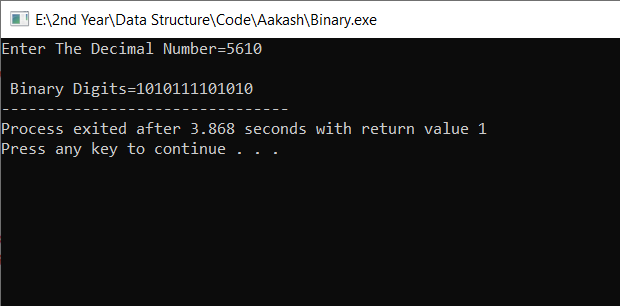 E:\2nd Year\Data Structure\Code\Aakash\Binary.exe
Enter The Decimal Number=5610
Binary Digits=1010111101010
--------------------------------
Process exited after 3.868 seconds with return value 1
Press any key to continue . . .